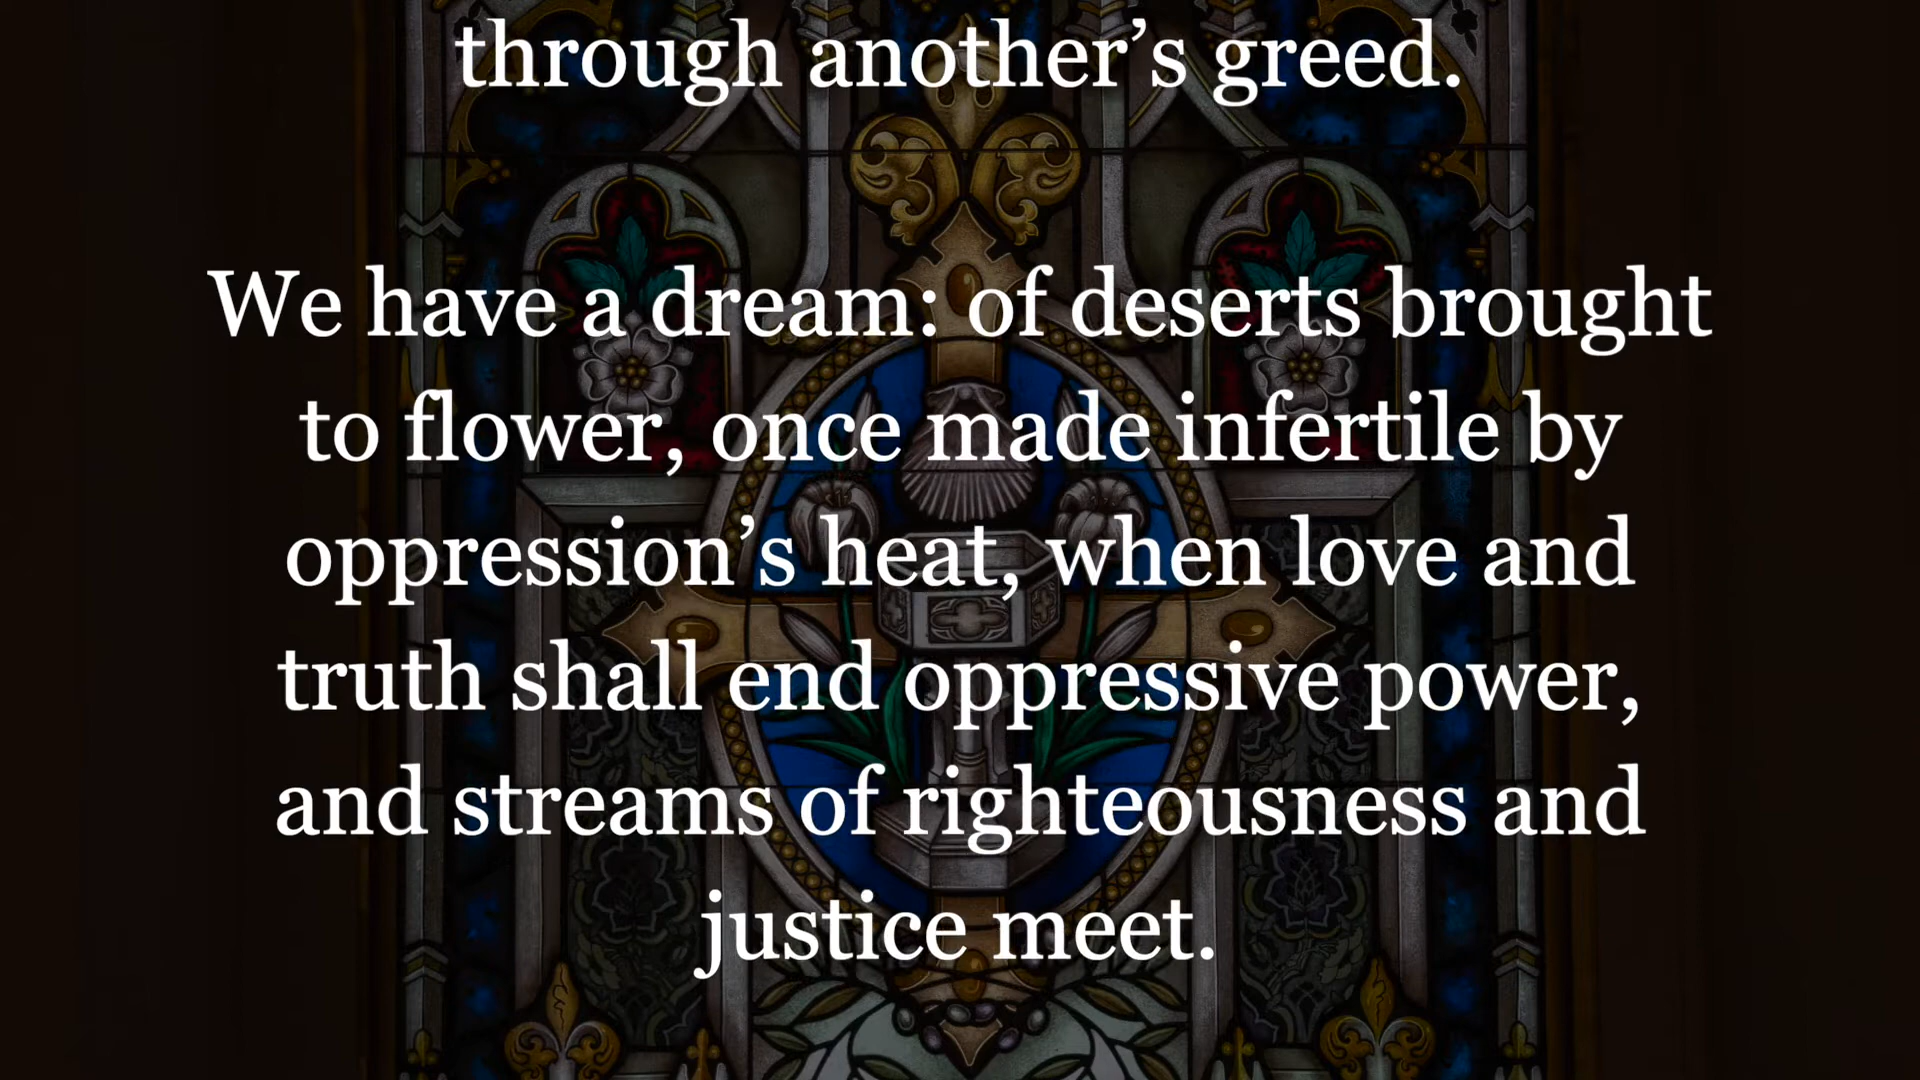 through another’s greed.
We have a dream: of deserts brought
to flower, once made infertile by
oppression’s heat, when love and
truth shall end oppressive power,
and streams of righteousness and
justice meet.